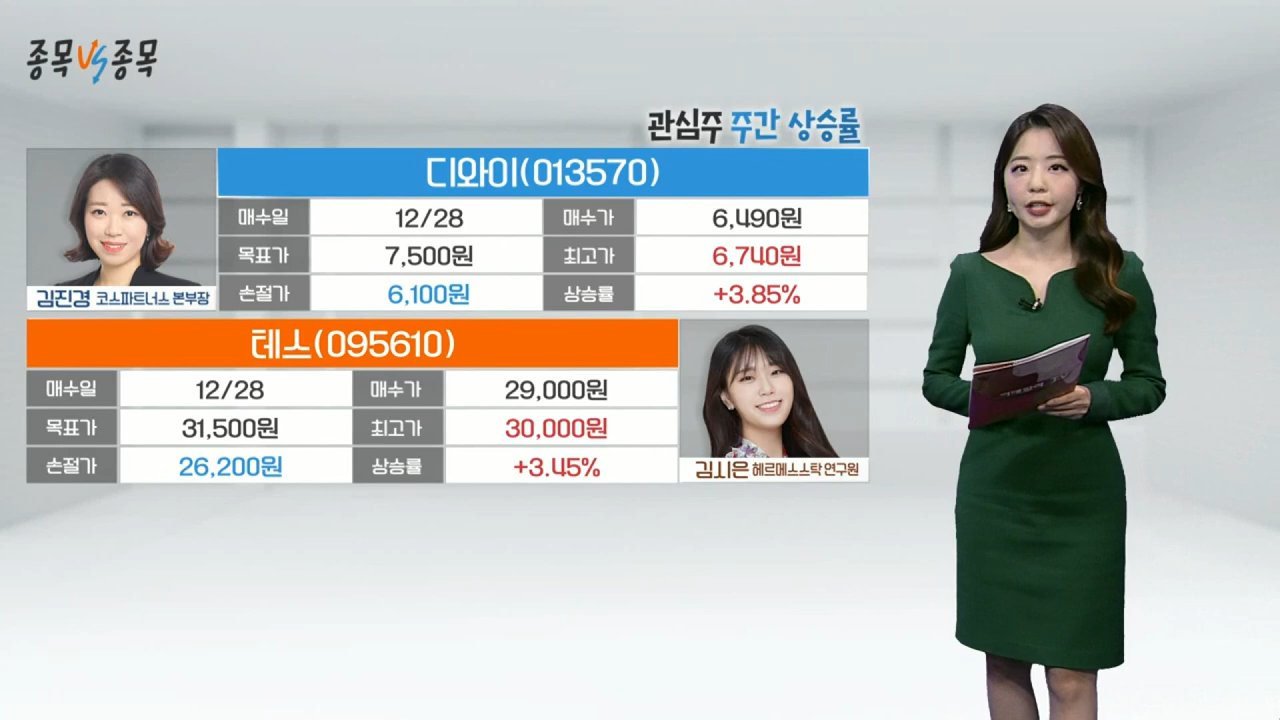 종목 VS 종목
관심주 주간 상승률
디와이(013570)
매수일 12/28 매수가 6,490원
목표가 7,500원 최고가 6,740원
손절가 6,100원 상승률 +3.85%
김진경 코스파트너스 본부장
테스(095610)
매수일 12/28 매수가 29,000원
목표가 31,500원 최고가 30,000원
손절가 26,200원 상승률 +3.45%
김시은 헤르메스스탁 연구원